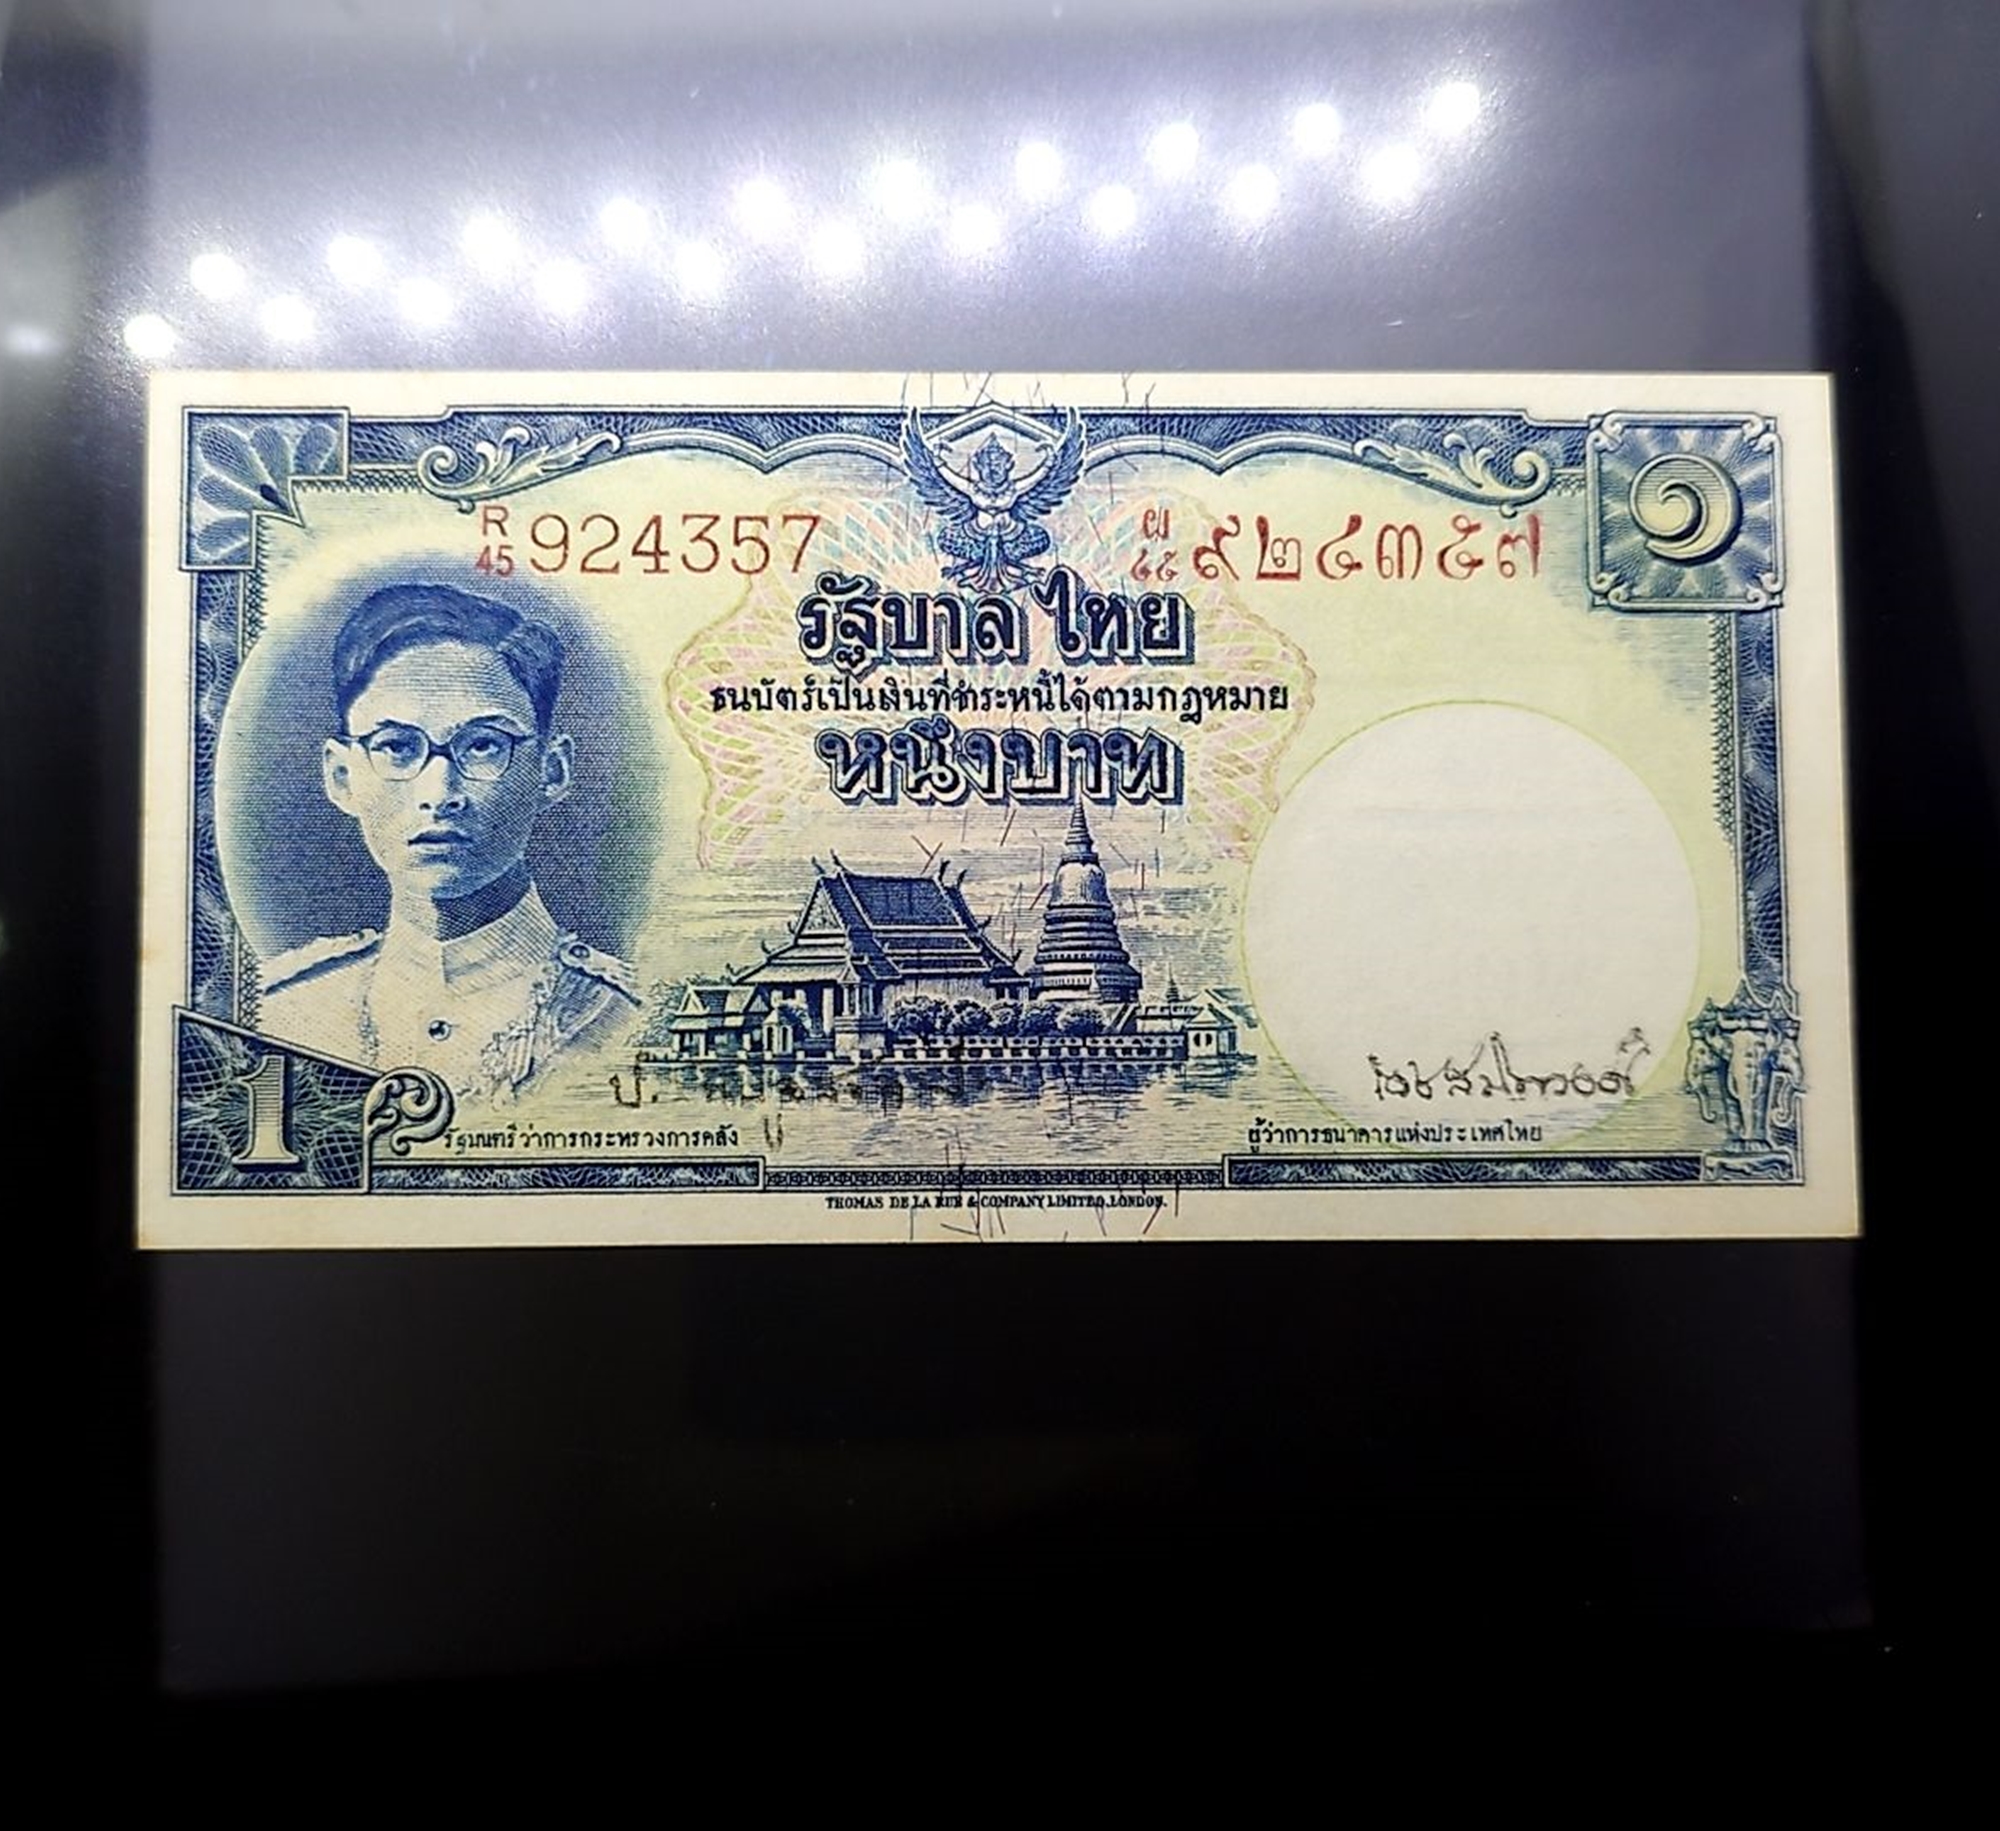 R/45 924357
ผ/๔๕ ๙๒๔๓๕๗
๑
รัฐบาลไทย
ธนบัตร์เป็นเงินที่ชำระหนี้ได้ตามกฎหมาย
หนึ่งบาท
1
รัฐมนตรีว่าการกระทรวงการคลัง
ผู้ว่าการธนาคารแห่งประเทศไทย
THOMAS DE LA RUE & COMPANY LIMITED, LONDON.